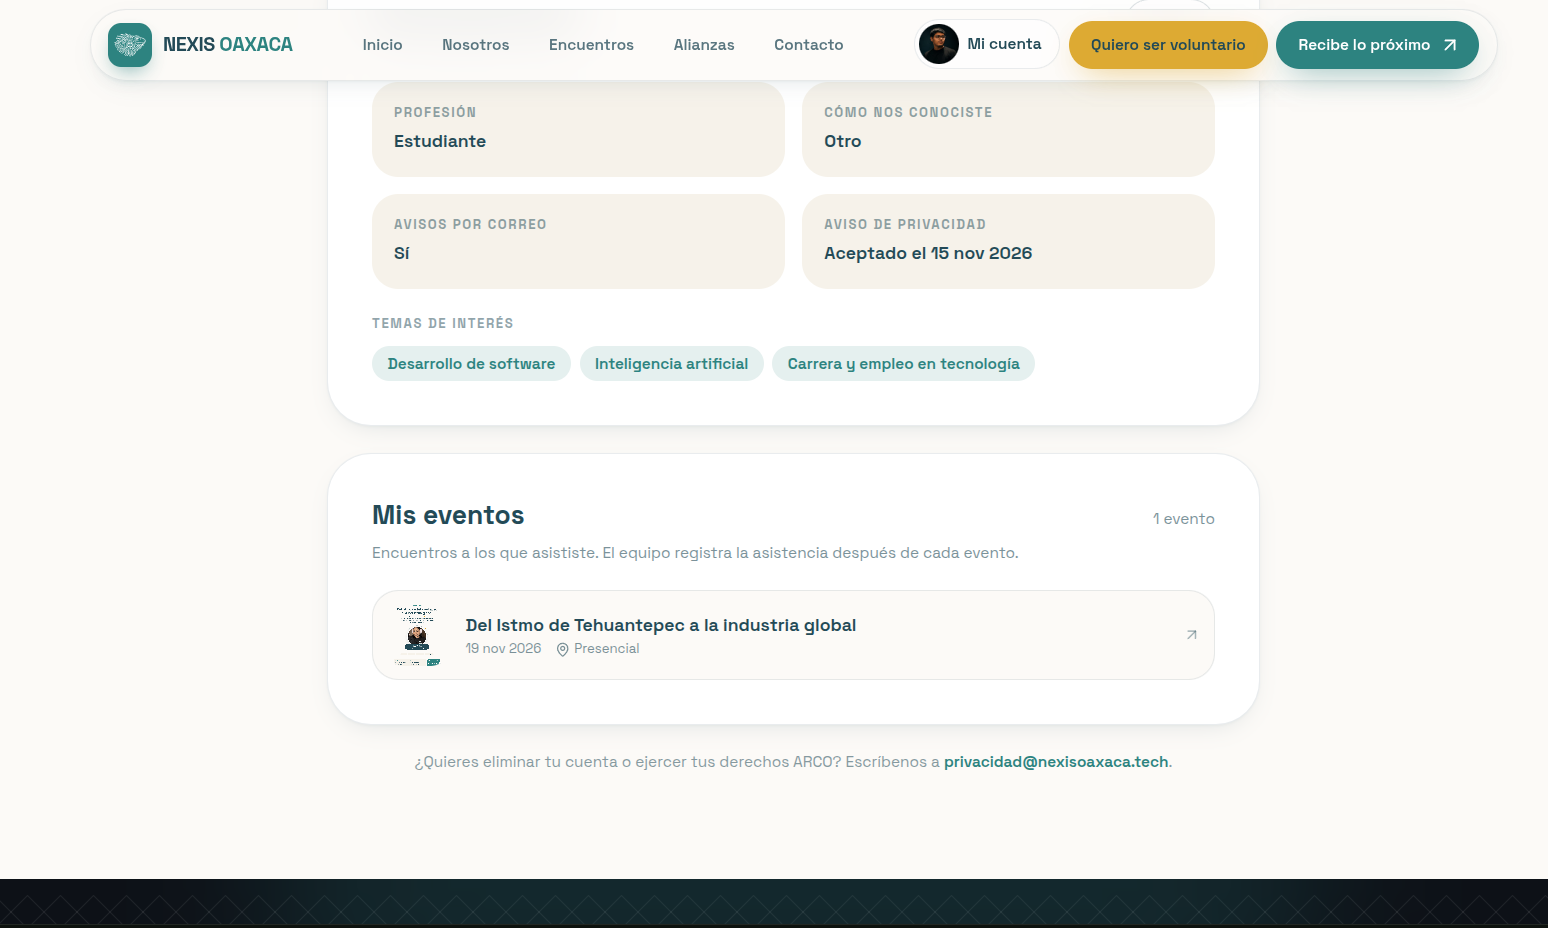 NEXIS OAXACA
Inicio
Nosotros
Encuentros
Alianzas
Contacto
Mi cuenta
Quiero ser voluntario
Recibe lo próximo
PROFESIÓN
Estudiante
CÓMO NOS CONOCISTE
Otro
AVISOS POR CORREO
Sí
AVISO DE PRIVACIDAD
Aceptado el 15 nov 2026
TEMAS DE INTERÉS
Desarrollo de software
Inteligencia artificial
Carrera y empleo en tecnología
Mis eventos
1 evento
Encuentros a los que asististe. El equipo registra la asistencia después de cada evento.
Del Istmo de Tehuantepec a la industria global
19 nov 2026
Presencial
¿Quieres eliminar tu cuenta o ejercer tus derechos ARCO? Escríbenos a privacidad@nexisoaxaca.tech.